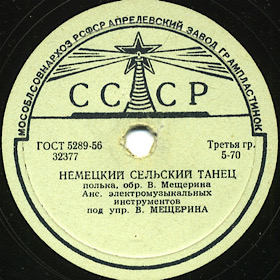 МОСОБЛСОВНАРХОЗ РСФСР АПРЕЛЕВСКИЙ ЗАВОД ГРАМПЛАСТИНОК
СССР
ГОСТ 5289-56 Третья гр.
32377 5-70
НЕМЕЦКИЙ СЕЛЬСКИЙ ТАНЕЦ
полька, обр. В. Мещерина
Анс. электромузыкальных
инструментов
под упр. В. МЕЩЕРИНА